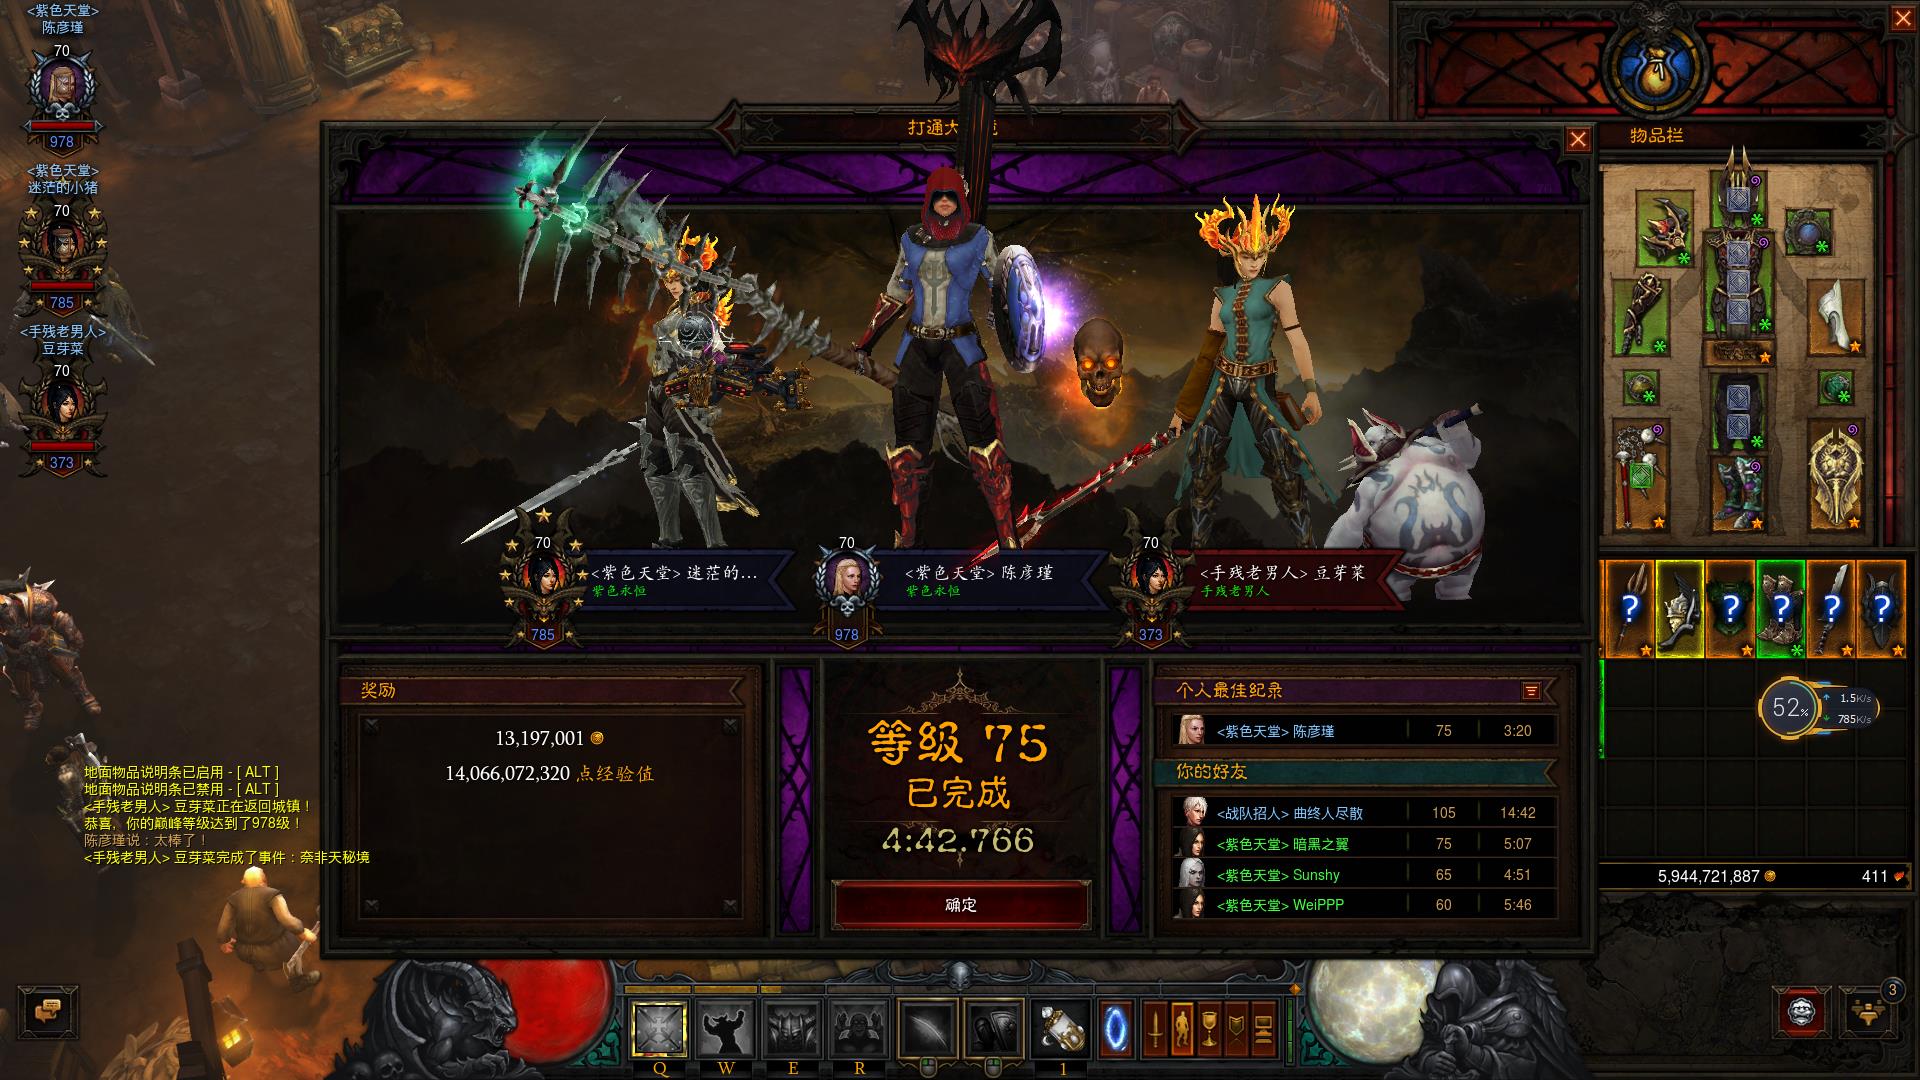 <紫色天堂>
陈彦瑾
70
978
<紫色天堂>
迷茫的小猪
70
785
<手残老男人>
豆芽菜
70
373
打通大
物品栏
70
<紫色天堂> 迷茫的...
紫色永恒
785
70
<紫色天堂> 陈彦瑾
紫色永恒
978
70
<手残老男人> 豆芽菜
手残老男人
373
奖励
13,197,001
14,066,072,320 点经验值
等级 75
已完成
4:42.766
确定
个人最佳纪录
<紫色天堂> 陈彦瑾 75 3:20
你的好友
<战队招人> 曲终人尽散 105 14:42
<紫色天堂> 暗黑之翼 75 5:07
<紫色天堂> Sunshy 65 4:51
<紫色天堂> WeiPPP 60 5:46
地面物品说明条已启用 - [ ALT ]
地面物品说明条已禁用 - [ ALT ]
<手残老男人> 豆芽菜正在返回城镇！
恭喜，你的巅峰等级达到了978级！
陈彦瑾说：太棒了！
<手残老男人> 豆芽菜完成了事件：奈非天秘境
? ? ? ? ?
52%
1.5K/s
785K/s
5,944,721,887
411
Q W E R 1
3